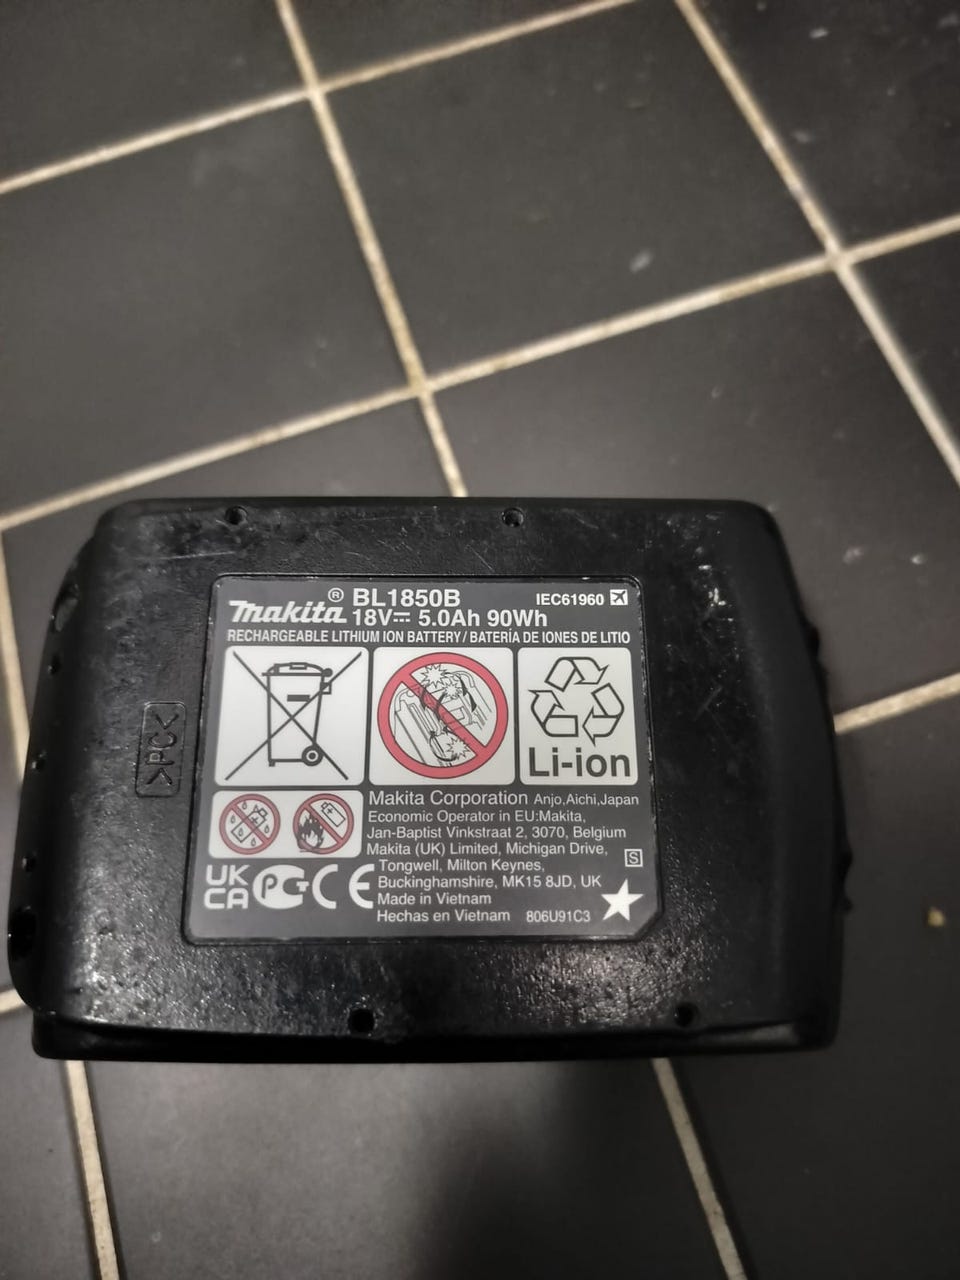 makita® BL1850B
18V 5.0Ah 90Wh
IEC61960
RECHARGEABLE LITHIUM ION BATTERY / BATERÍA DE IONES DE LITIO
Li-ion
>PC<
Makita Corporation Anjo,Aichi,Japan
Economic Operator in EU:Makita,
Jan-Baptist Vinkstraat 2, 3070, Belgium
Makita (UK) Limited, Michigan Drive,
Tongwell, Milton Keynes,
Buckinghamshire, MK15 8JD, UK
Made in Vietnam
Hechas en Vietnam 806U91C3
S
UK
CA
CE